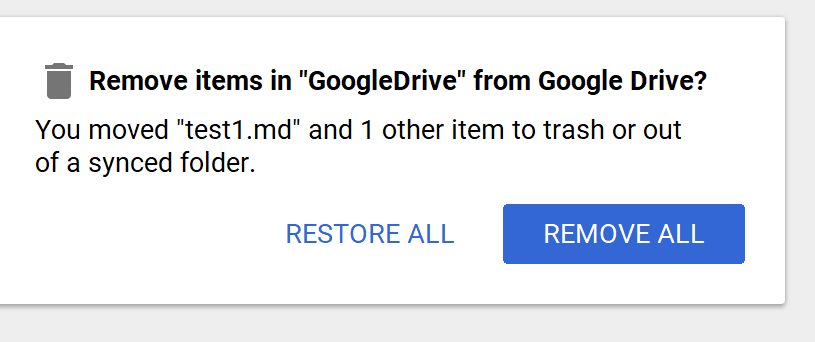 Remove items in "GoogleDrive" from Google Drive?
You moved "test1.md" and 1 other item to trash or out
of a synced folder.
RESTORE ALL
REMOVE ALL